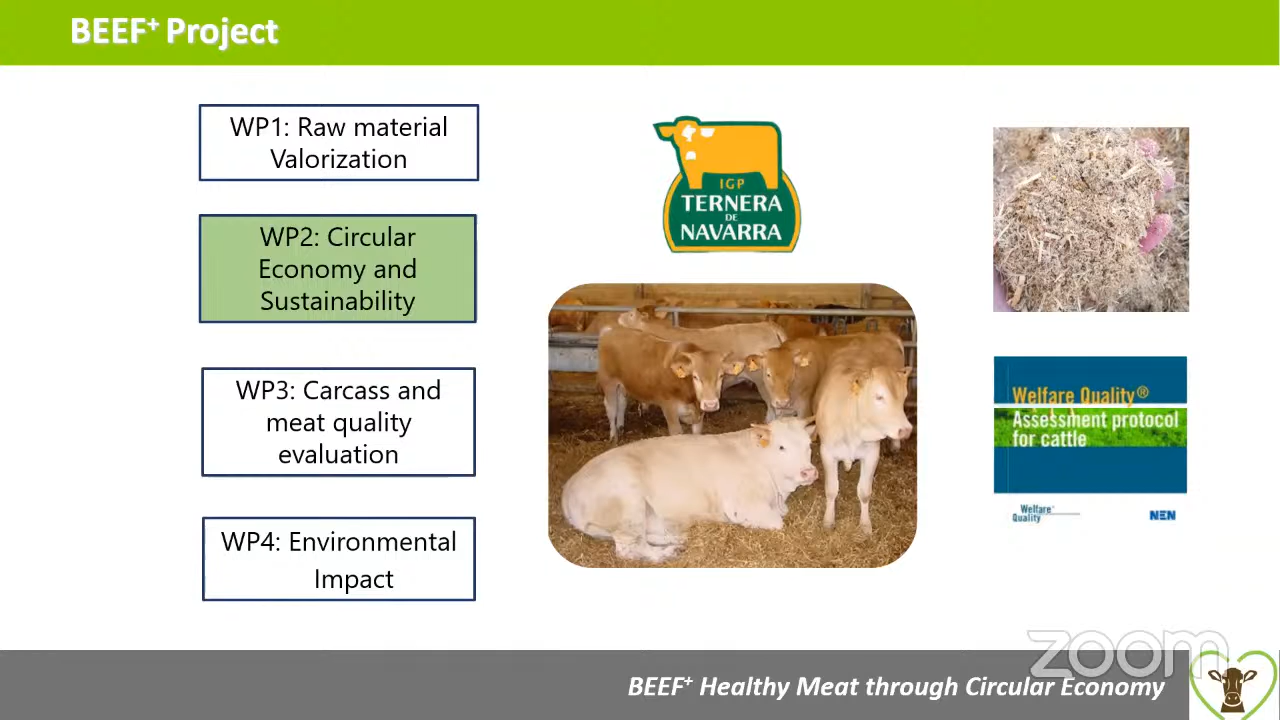 BEEF⁺ Project
WP1: Raw material
Valorization
WP2: Circular
Economy and
Sustainability
WP3: Carcass and
meat quality
evaluation
WP4: Environmental
Impact
IGP
TERNERA
DE
NAVARRA
Welfare Quality®
Assessment protocol
for cattle
Welfare
Quality
NEN
zoom
BEEF⁺ Healthy Meat through Circular Economy